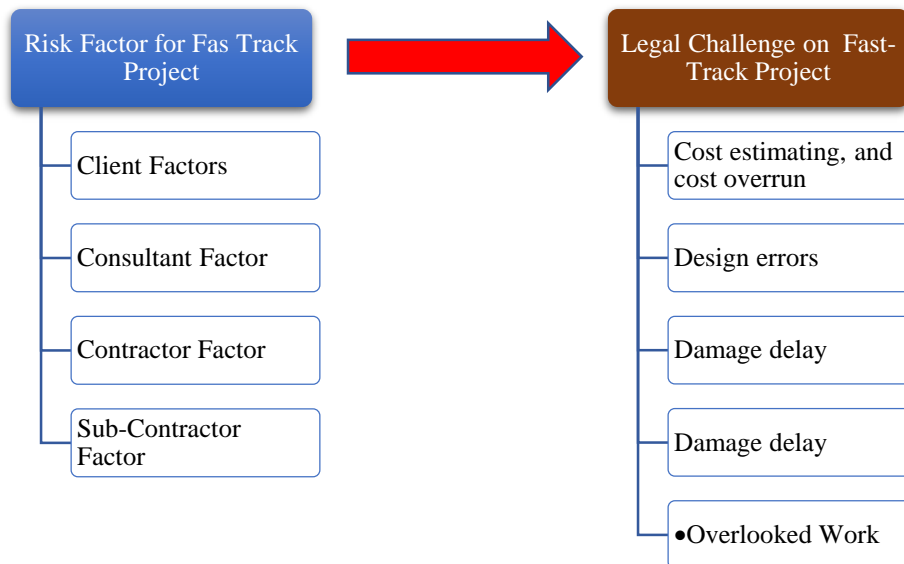 Risk Factor for Fas Track
Project
Client Factors
Consultant Factor
Contractor Factor
Sub-Contractor
Factor
Legal Challenge on Fast-
Track Project
Cost estimating, and
cost overrun
Design errors
Damage delay
Damage delay
•Overlooked Work